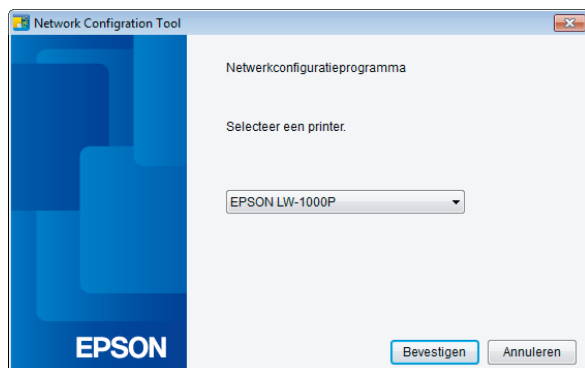 Network Configration Tool
Netwerkconfiguratieprogramma
Selecteer een printer.
EPSON LW-1000P
EPSON
Bevestigen
Annuleren